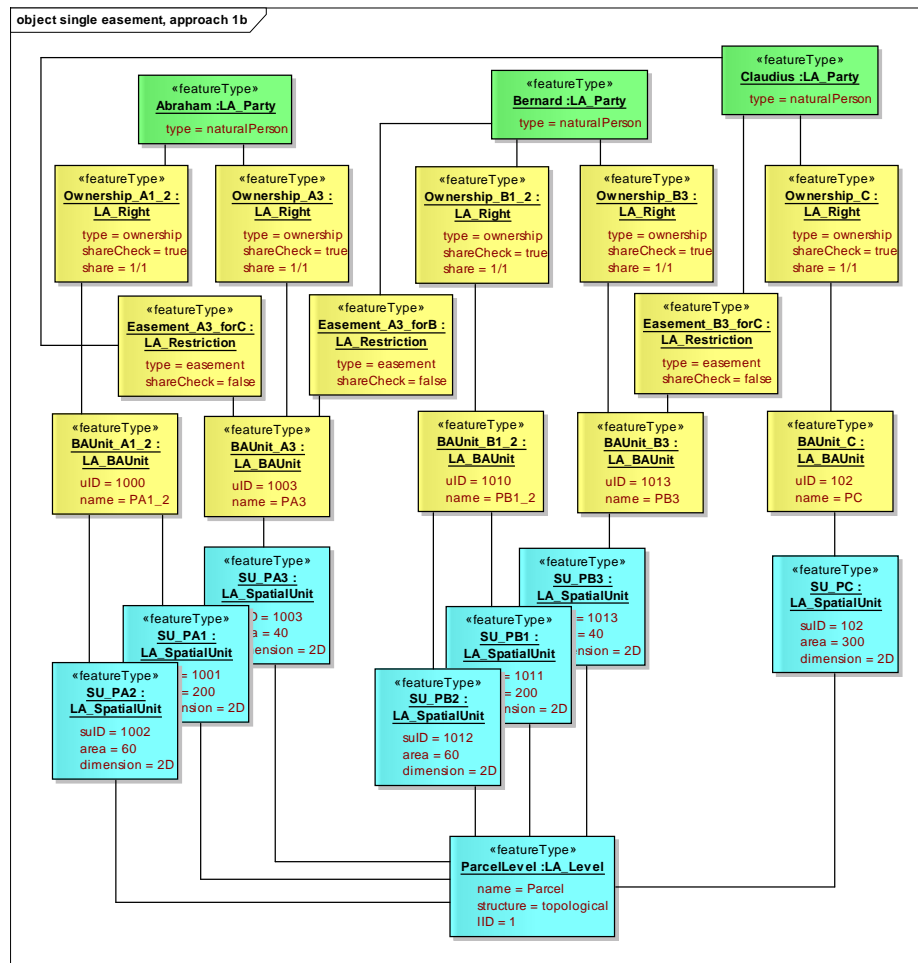 object single easement, approach 1b
«featureType»
Abraham :LA_Party
type = naturalPerson
«featureType»
Bernard :LA_Party
type = naturalPerson
«featureType»
Claudius :LA_Party
type = naturalPerson
«featureType»
Ownership_A1_2 :
LA_Right
type = ownership
shareCheck = true
share = 1/1
«featureType»
Ownership_A3 :
LA_Right
type = ownership
shareCheck = true
share = 1/1
«featureType»
Ownership_B1_2 :
LA_Right
type = ownership
shareCheck = true
share = 1/1
«featureType»
Ownership_B3 :
LA_Right
type = ownership
shareCheck = true
share = 1/1
«featureType»
Ownership_C :
LA_Right
type = ownership
shareCheck = true
share = 1/1
«featureType»
Easement_A3_forC :
LA_Restriction
type = easement
shareCheck = false
«featureType»
Easement_A3_forB :
LA_Restriction
type = easement
shareCheck = false
«featureType»
Easement_B3_forC :
LA_Restriction
type = easement
shareCheck = false
«featureType»
BAUnit_A1_2 :
LA_BAUnit
uID = 1000
name = PA1_2
«featureType»
BAUnit_A3 :
LA_BAUnit
uID = 1003
name = PA3
«featureType»
BAUnit_B1_2 :
LA_BAUnit
uID = 1010
name = PB1_2
«featureType»
BAUnit_B3 :
LA_BAUnit
uID = 1013
name = PB3
«featureType»
BAUnit_C :
LA_BAUnit
uID = 102
name = PC
«featureType»
SU_PA3 :
LA_SpatialUnit
= 1003
= 40
dimension = 2D
«featureType»
SU_PA1 :
LA_SpatialUnit
= 1001
= 200
= 2D
«featureType»
SU_PA2 :
LA_SpatialUnit
suID = 1002
area = 60
dimension = 2D
«featureType»
SU_PB3 :
LA_SpatialUnit
= 1013
= 40
dimension = 2D
«featureType»
SU_PB1 :
LA_SpatialUnit
= 1011
= 200
= 2D
«featureType»
SU_PB2 :
LA_SpatialUnit
suID = 1012
area = 60
dimension = 2D
«featureType»
SU_PC :
LA_SpatialUnit
suID = 102
area = 300
dimension = 2D
«featureType»
ParcelLevel :LA_Level
name = Parcel
structure = topological
lID = 1